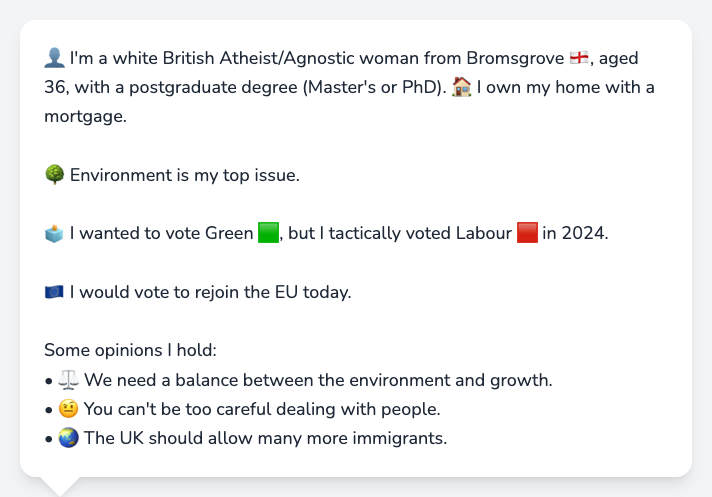 👤 I'm a white British Atheist/Agnostic woman from Bromsgrove 🏴󠁧󠁢󠁥󠁮󠁧󠁿, aged
36, with a postgraduate degree (Master's or PhD). 🏠 I own my home with a
mortgage.
🌳 Environment is my top issue.
🗳️ I wanted to vote Green 🟩, but I tactically voted Labour 🟥 in 2024.
🇪🇺 I would vote to rejoin the EU today.
Some opinions I hold:
• ⚖️ We need a balance between the environment and growth.
• 🤨 You can't be too careful dealing with people.
• 🌏 The UK should allow many more immigrants.